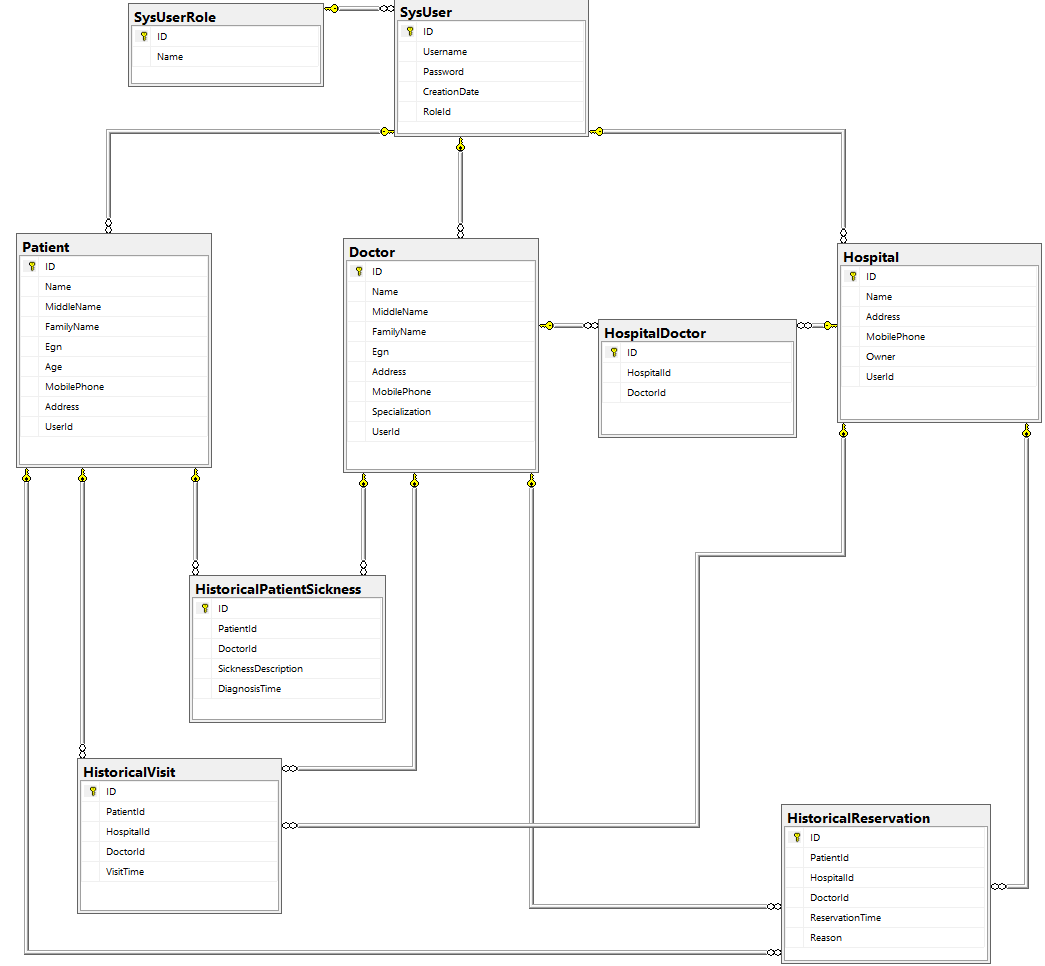 SysUserRole
ID
Name
SysUser
ID
Username
Password
CreationDate
RoleId
Patient
ID
Name
MiddleName
FamilyName
Egn
Age
MobilePhone
Address
UserId
Doctor
ID
Name
MiddleName
FamilyName
Egn
Address
MobilePhone
Specialization
UserId
HospitalDoctor
ID
HospitalId
DoctorId
Hospital
ID
Name
Address
MobilePhone
Owner
UserId
HistoricalPatientSickness
ID
PatientId
DoctorId
SicknessDescription
DiagnosisTime
HistoricalVisit
ID
PatientId
HospitalId
DoctorId
VisitTime
HistoricalReservation
ID
PatientId
HospitalId
DoctorId
ReservationTime
Reason